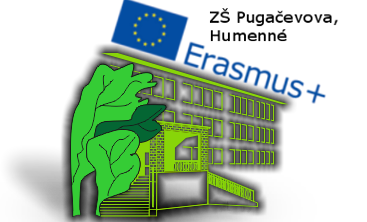 ZŠ Pugačevova,
Humenné
Erasmus+